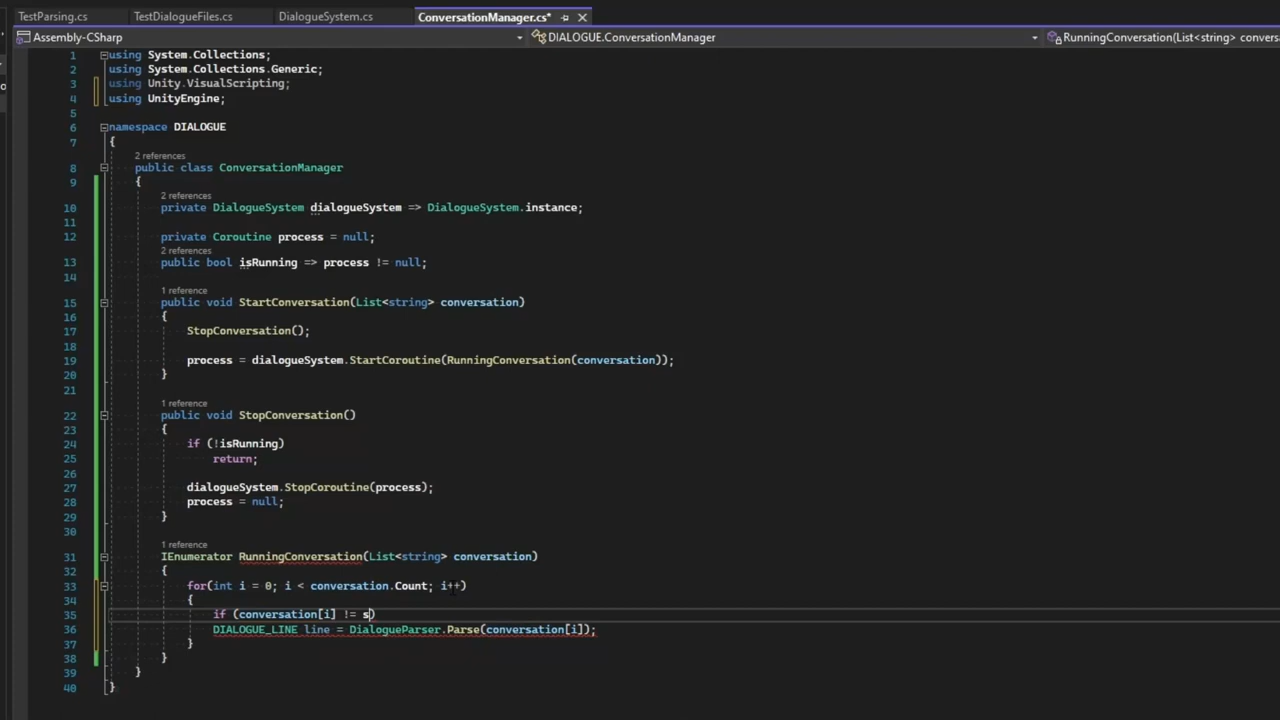 TestParsing.cs TestDialogueFiles.cs DialogueSystem.cs ConversationManager.cs*
Assembly-CSharp DIALOGUE.ConversationManager RunningConversation(List<string> convers
1 using System.Collections;
2 using System.Collections.Generic;
3 using Unity.VisualScripting;
4 using UnityEngine;
5
6 namespace DIALOGUE
7 {
2 references
8 public class ConversationManager
9 {
2 references
10 private DialogueSystem dialogueSystem => DialogueSystem.instance;
11
12 private Coroutine process = null;
2 references
13 public bool isRunning => process != null;
14
1 reference
15 public void StartConversation(List<string> conversation)
16 {
17 StopConversation();
18
19 process = dialogueSystem.StartCoroutine(RunningConversation(conversation));
20 }
21
1 reference
22 public void StopConversation()
23 {
24 if (!isRunning)
25 return;
26
27 dialogueSystem.StopCoroutine(process);
28 process = null;
29 }
30
1 reference
31 IEnumerator RunningConversation(List<string> conversation)
32 {
33 for(int i = 0; i < conversation.Count; i++)
34 {
35 if (conversation[i] != s)
36 DIALOGUE_LINE line = DialogueParser.Parse(conversation[i]);
37 }
38 }
39 }
40 }